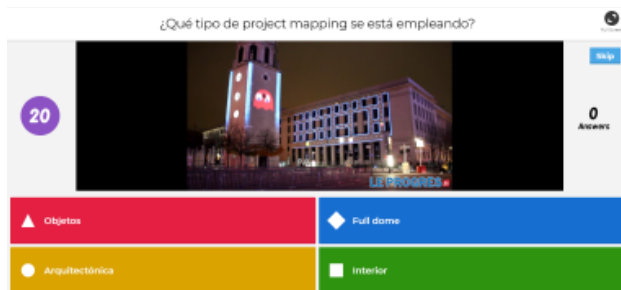 ¿Qué tipo de project mapping se está empleando?
Skip
20
0
Answers
LE PROGRES
Objetos
Full dome
Arquitectónica
Interior